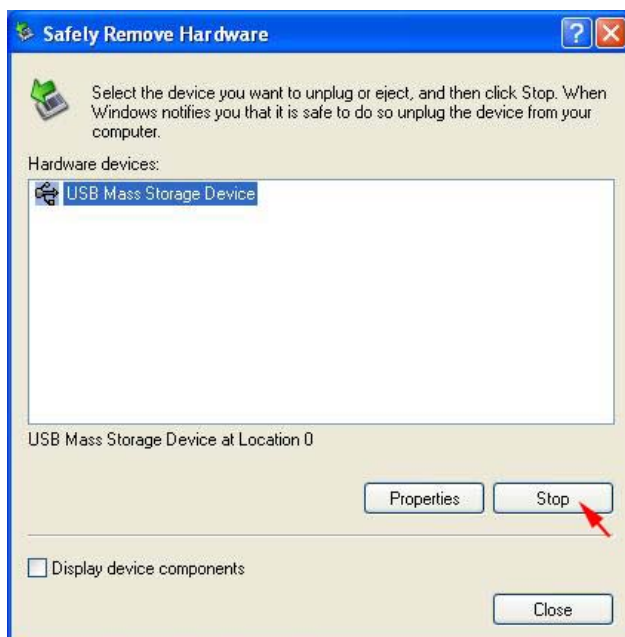 Safely Remove Hardware
Select the device you want to unplug or eject, and then click Stop. When
Windows notifies you that it is safe to do so unplug the device from your
computer.
Hardware devices:
USB Mass Storage Device
USB Mass Storage Device at Location 0
Properties Stop
Display device components
Close